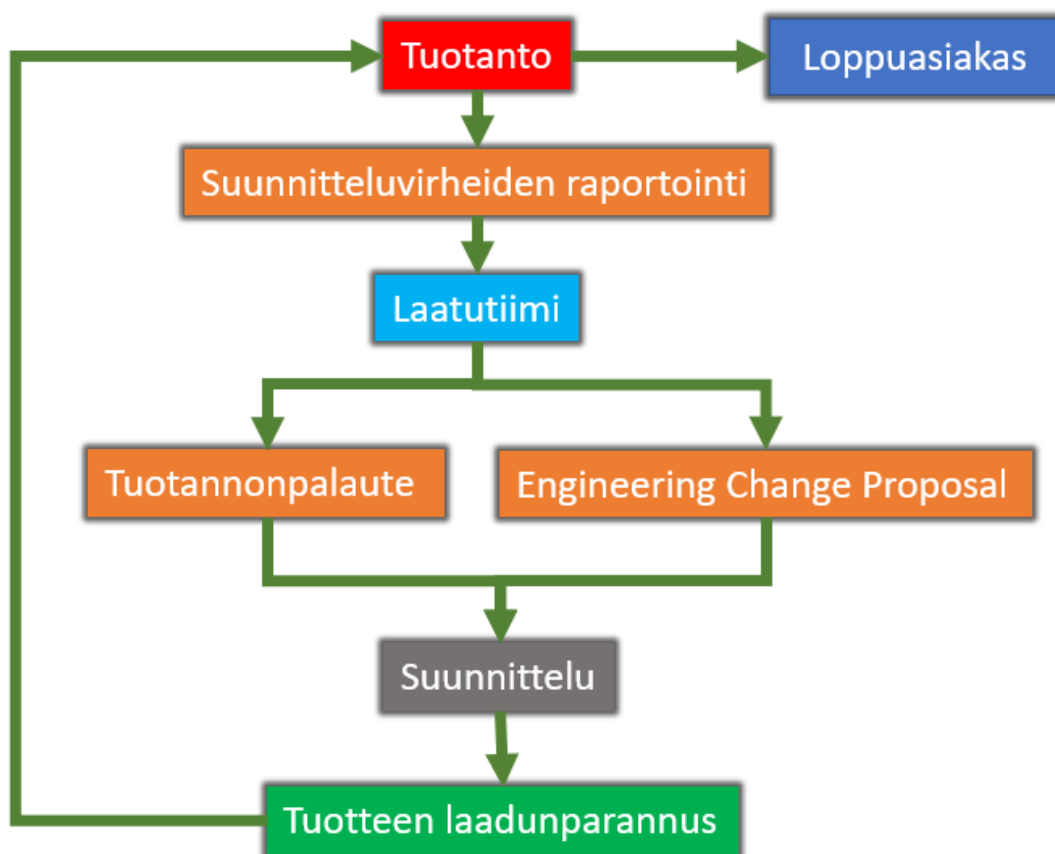 Tuotanto
Loppuasiakas
Suunnitteluvirheiden raportointi
Laatutiimi
Tuotannonpalaute
Engineering Change Proposal
Suunnittelu
Tuotteen laadunparannus